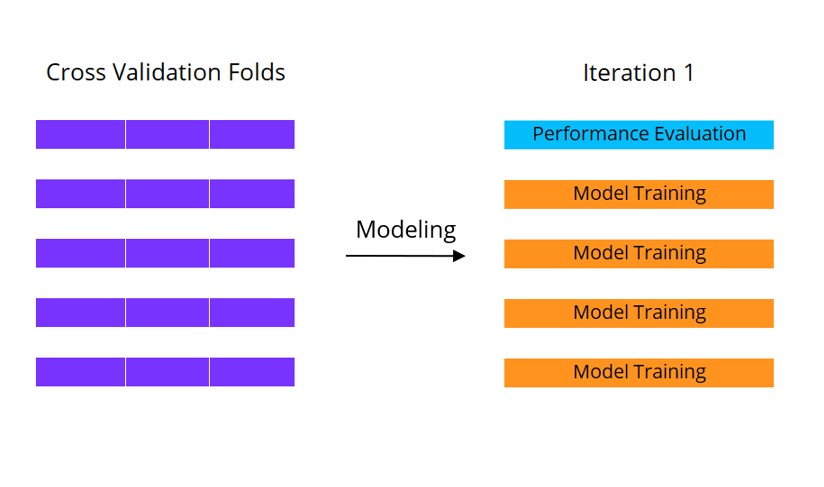 Cross Validation Folds
Iteration 1
Performance Evaluation
Model Training
Modeling
Model Training
Model Training
Model Training